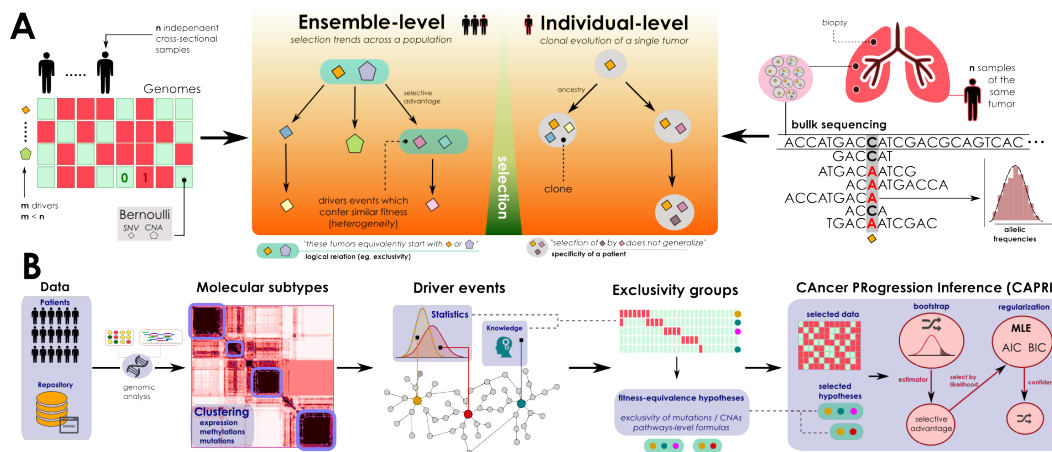 A
n independent
cross-sectional
samples
Genomes
0 1
m drivers
m < n
Bernoulli
SNV CNA
Ensemble-level
selection trends across a population
selective
advantage
drivers events which
confer similar fitness
(heterogeneity)
selection
Individual-level
clonal evolution of a single tumor
ancestry
clone
"these tumors equivalently start with or "
logical relation (eg. exclusivity)
"selection of by does not generalize"
specificity of a patient
biopsy
n samples
of the
same
tumor
bullk sequencing
ACCATGACCATCGACGCAGTCAC
GACCAT
ATGACAATCG
ACAATGACCA
ACCATGACAATC
ACCA
TGACAATCGAC
allelic
frequencies
B
Data
Patients
Repository
genomic
analysis
Molecular subtypes
Clustering
expression
methylations
mutations
Driver events
Statistics
Knowledge
Exclusivity groups
fitness-equivalence hypotheses
exclusivity of mutations / CNAs
pathways-level formulas
CAncer PRogression Inference (CAPRI
selected data
selected
hypotheses
bootstrap
estimator
selective
advantage
select by
likelihood
regularization
MLE
AIC BIC
confiden